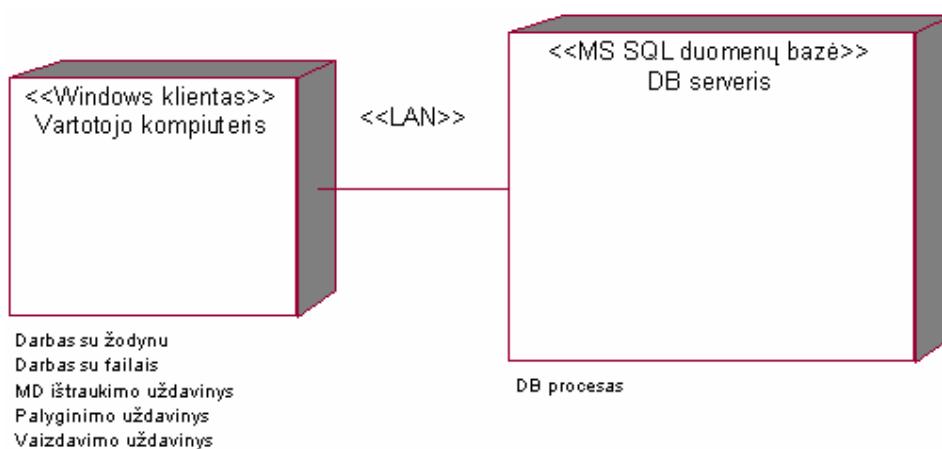 <<Windows klientas>>
Vartotojo kompiuteris
<<LAN>>
<<MS SQL duomenų bazė>>
DB serveris
Darbas su žodynu
Darbas su failais
MD ištraukimo uždavinys
Palyginimo uždavinys
Vaizdavimo uždavinys
DB procesas